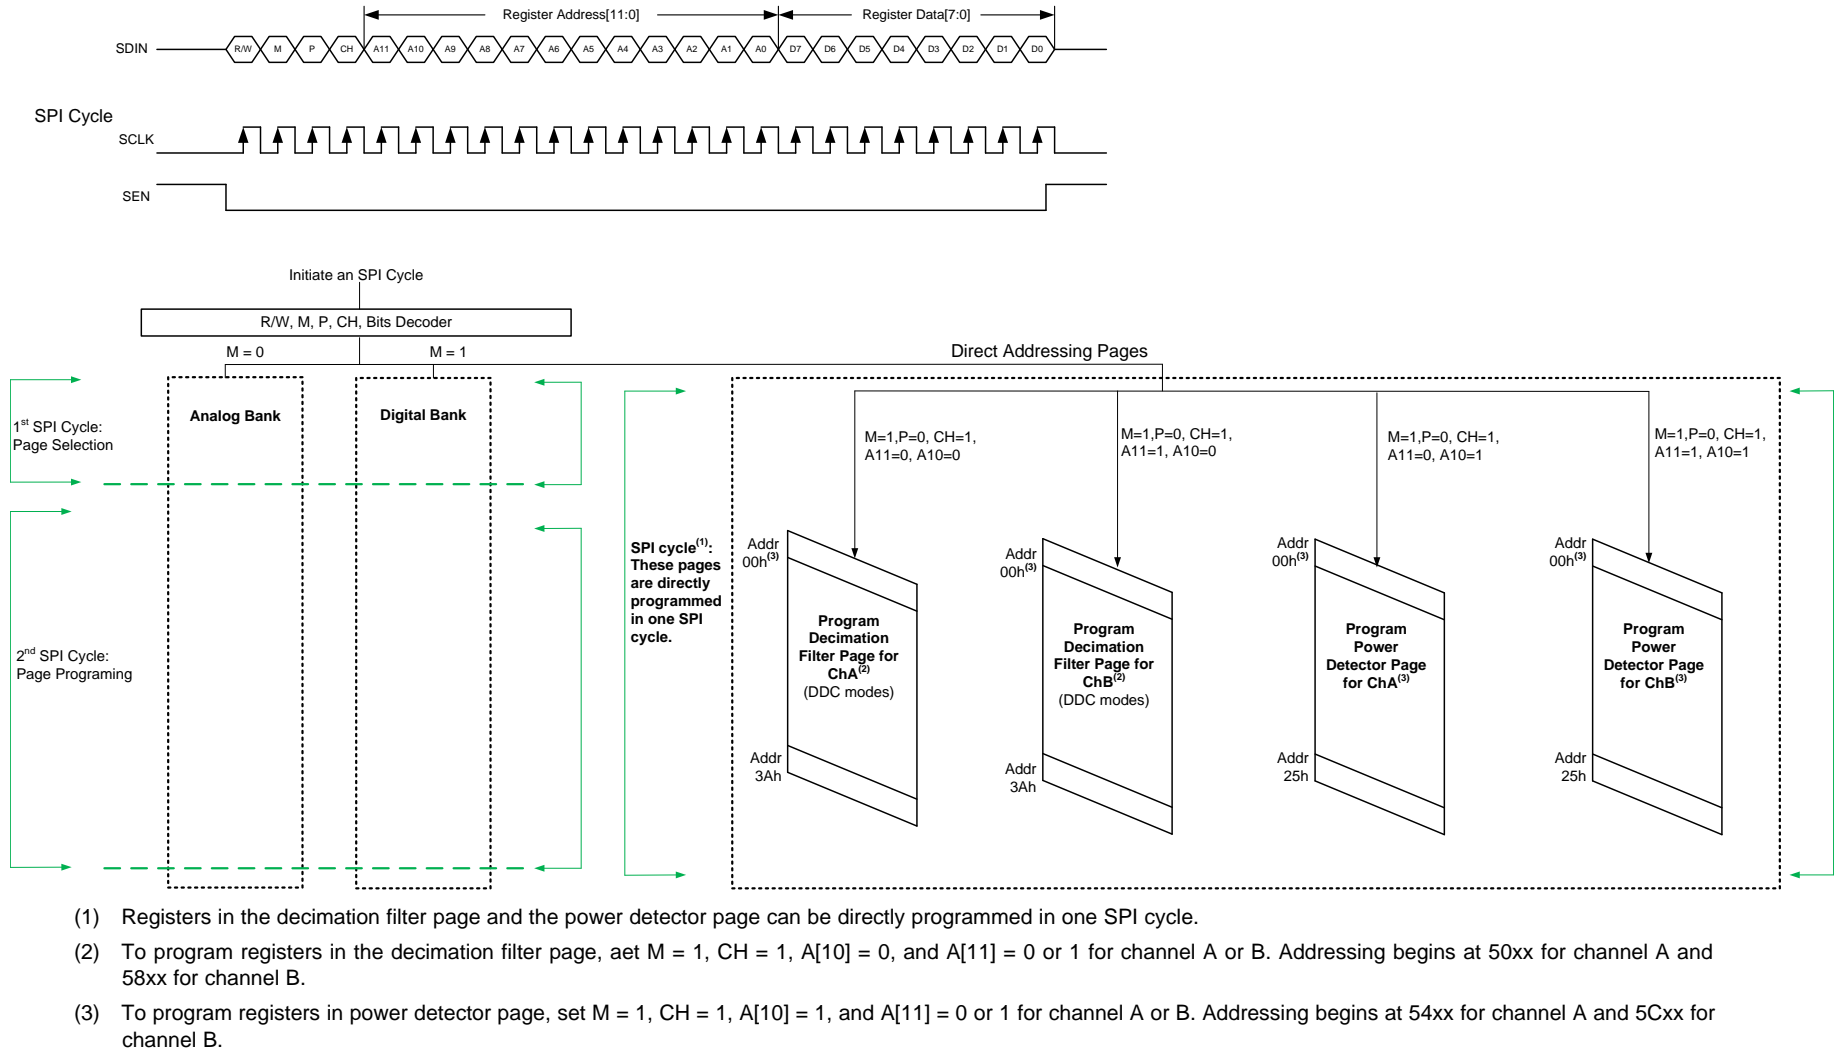 Register Address[11:0]
Register Data[7:0]
SDIN
R/W M P CH A11 A10 A9 A8 A7 A6 A5 A4 A3 A2 A1 A0 D7 D6 D5 D4 D3 D2 D1 D0
SPI Cycle
SCLK
SEN
Initiate an SPI Cycle
R/W, M, P, CH, Bits Decoder
M = 0
M = 1
Direct Addressing Pages
1st SPI Cycle:
Page Selection
Analog Bank
Digital Bank
2nd SPI Cycle:
Page Programing
SPI cycle(1):
These pages
are directly
programmed
in one SPI
cycle.
M=1,P=0, CH=1,
A11=0, A10=0
M=1,P=0, CH=1,
A11=1, A10=0
M=1,P=0, CH=1,
A11=0, A10=1
M=1,P=0, CH=1,
A11=1, A10=1
Addr
00h(3)
Program
Decimation
Filter Page for
ChA(2)
(DDC modes)
Addr
3Ah
Addr
00h(3)
Program
Decimation
Filter Page for
ChB(2)
(DDC modes)
Addr
3Ah
Addr
00h(3)
Program
Power
Detector Page
for ChA(3)
Addr
25h
Addr
00h(3)
Program
Power
Detector Page
for ChB(3)
Addr
25h
(1) Registers in the decimation filter page and the power detector page can be directly programmed in one SPI cycle.
(2) To program registers in the decimation filter page, aet M = 1, CH = 1, A[10] = 0, and A[11] = 0 or 1 for channel A or B. Addressing begins at 50xx for channel A and
58xx for channel B.
(3) To program registers in power detector page, set M = 1, CH = 1, A[10] = 1, and A[11] = 0 or 1 for channel A or B. Addressing begins at 54xx for channel A and 5Cxx for
channel B.